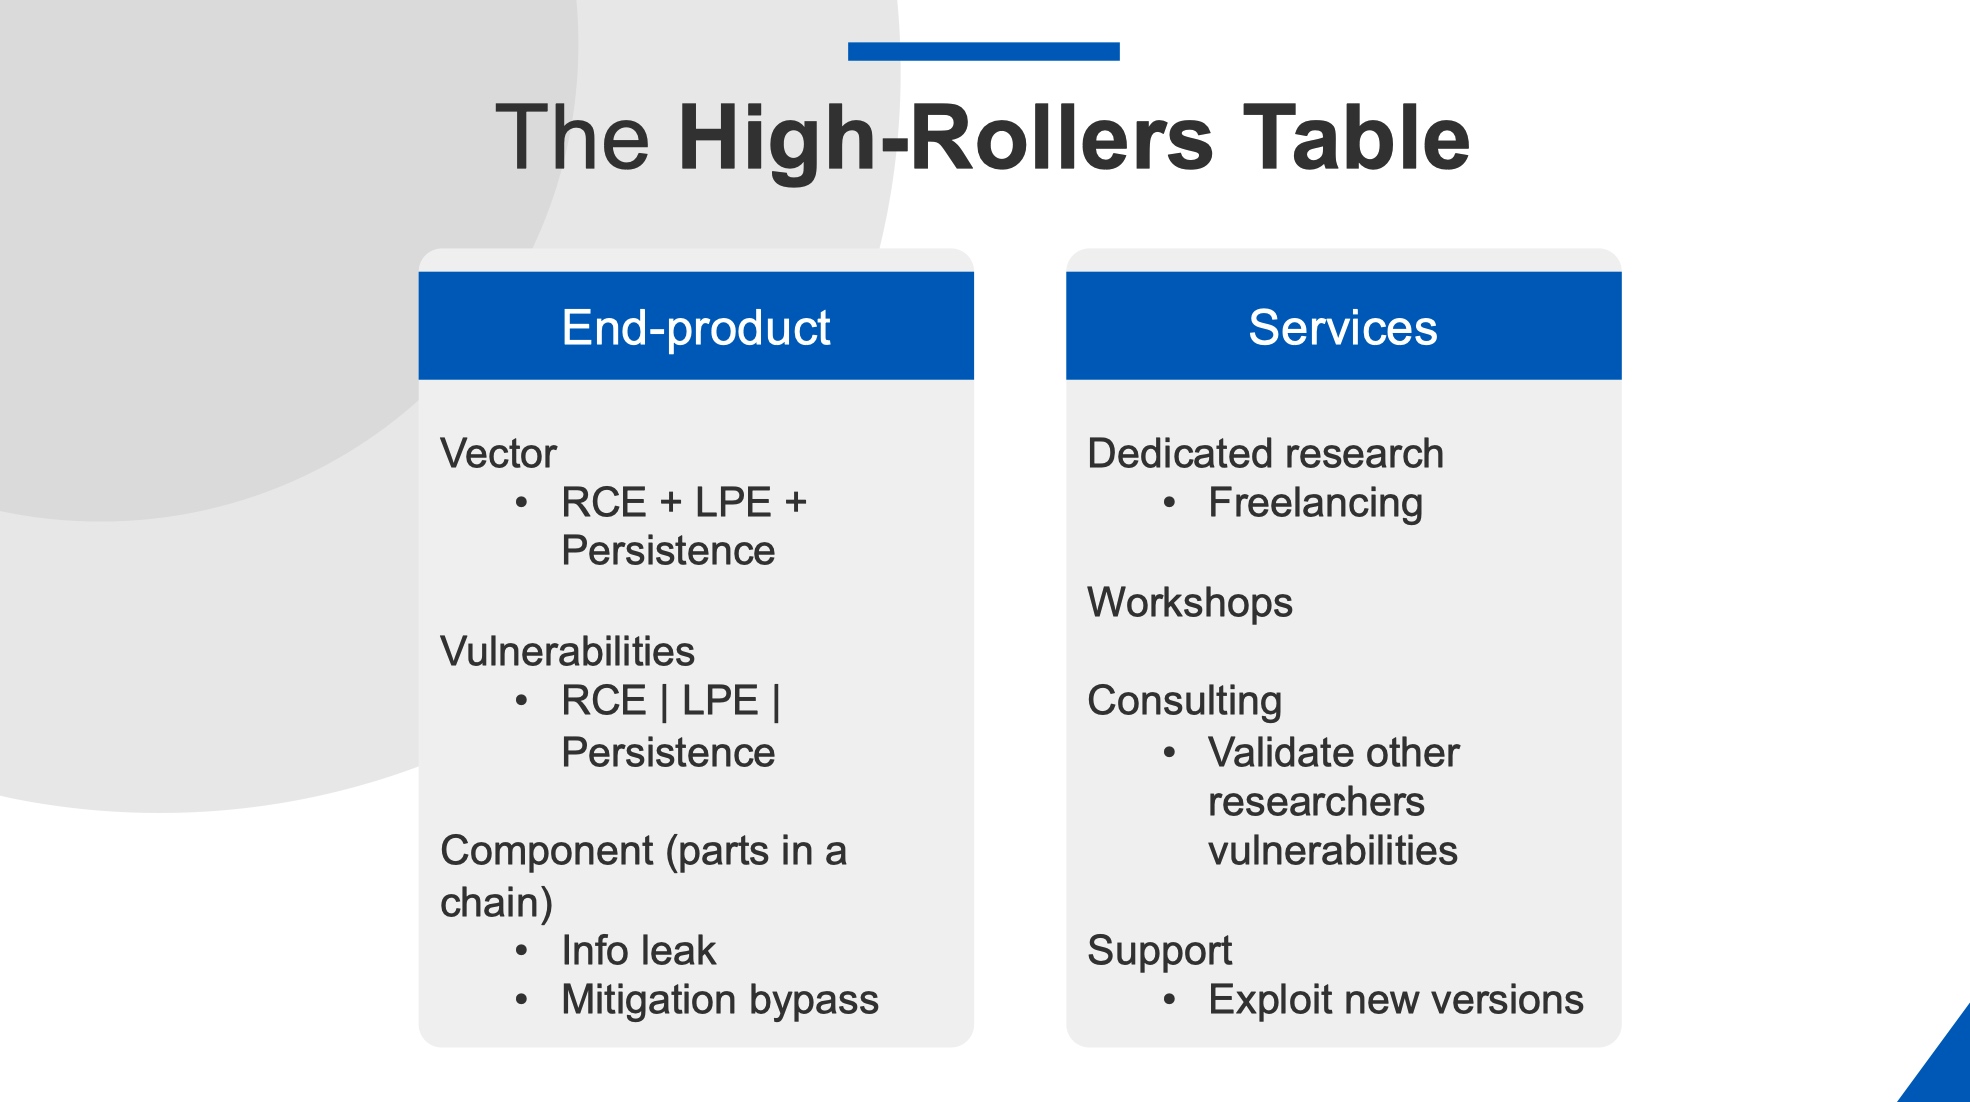 The High-Rollers Table
End-product
Vector
• RCE + LPE +
Persistence
Vulnerabilities
• RCE | LPE |
Persistence
Component (parts in a
chain)
• Info leak
• Mitigation bypass
Services
Dedicated research
• Freelancing
Workshops
Consulting
• Validate other
researchers
vulnerabilities
Support
• Exploit new versions